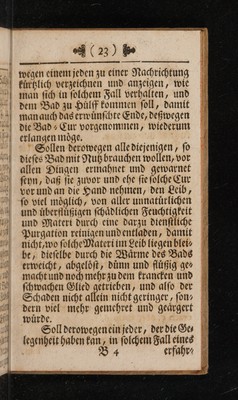 ( 23 )
wegen einem jeden zu einer Nachrichtung
kürtzlich verzeichnen und anzeigen, wie
man sich in solchem Fall verhalten, und
dem Bad zu Hülff kommen soll, damit
man auch das erwünschte Ende, deßwegen
die Bad-Cur vorgenommen, wiederum
erlangen möge.
Sollen derowegen alle diejenigen, so
dieses Bad mit Nutz brauchen wollen, vor
allen Dingen ermahnet und gewarnet
seyn, daß sie zuvor und ehe sie solche Cur
vor und an die Hand nehmen, den Leib,
so viel möglich, von aller unnatürlichen
und überflüßigen schädlichen Feuchtigkeit
und Materi durch eine darzu dienstliche
Purgation reinigen und entladen, damit
nicht, wo solche Materi im Leib liegen blei-
be, dieselbe durch die Wärme des Bads
erweicht, abgelößt, dünn und flüßig ge-
macht und noch mehr zu dem krancken und
schwachen Glied getrieben, und also der
Schaden nicht allein nicht geringer, son-
dern viel mehr gemehret und geärgert
würde.
Soll derowegen ein jeder, der die Ge-
legenheit haben kan, in solchem Fall eines
B 4 erfahr-